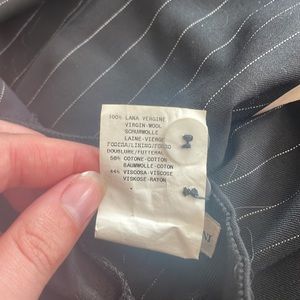 100% LANA VERGINE
VIRGIN-WOOL
SCHURWOLLE
LAINE-VIERGE
FODERA/LINING/FORRO
DOUBLURE/FUTTERAL
56% COTONE-COTTON
BAUMWOLLE-COTON
44% VISCOSA-VISCOSE
VISKOSE-RAYON